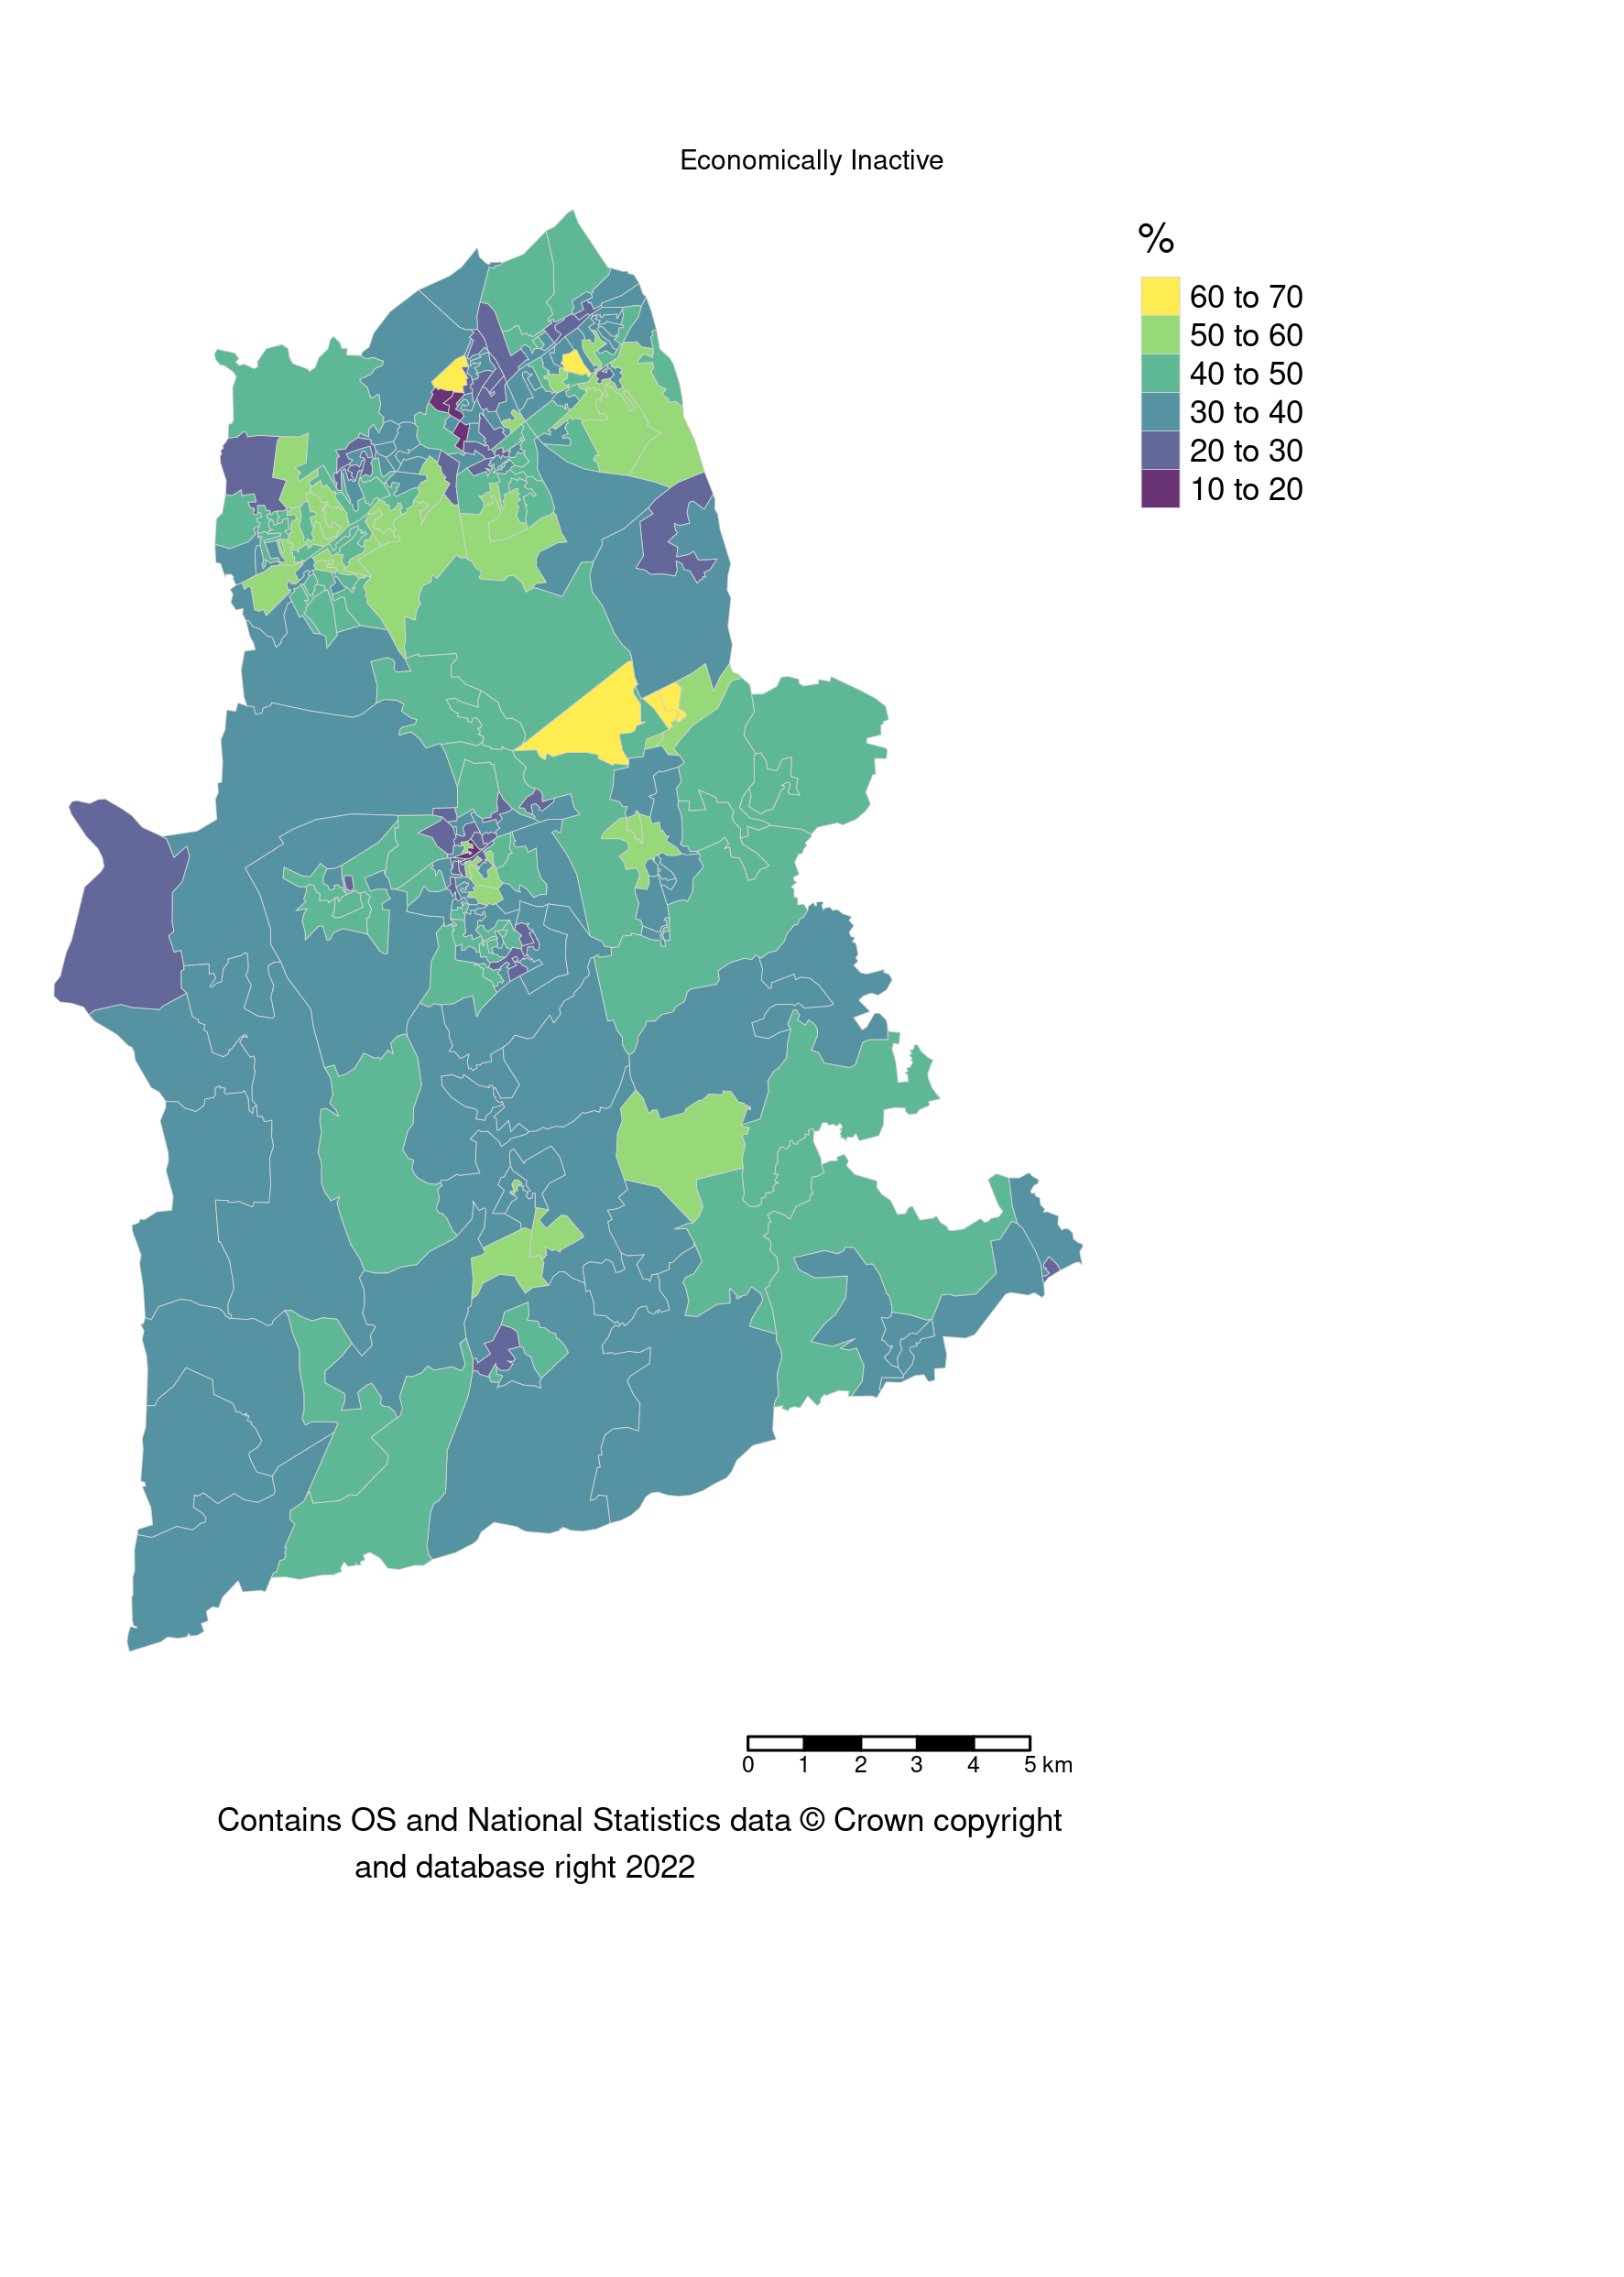 Economically Inactive
%
60 to 70
50 to 60
40 to 50
30 to 40
20 to 30
10 to 20
0 1 2 3 4 5 km
Contains OS and National Statistics data © Crown copyright
and database right 2022